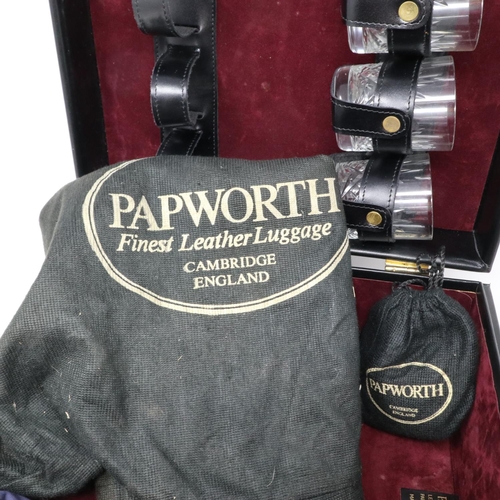 PAPWORTH
Finest Leather Luggage
CAMBRIDGE
ENGLAND
PAPWORTH
CAMBRIDGE
ENGLAND